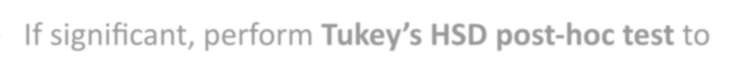 If significant, perform Tukey's HSD post-hoc test to